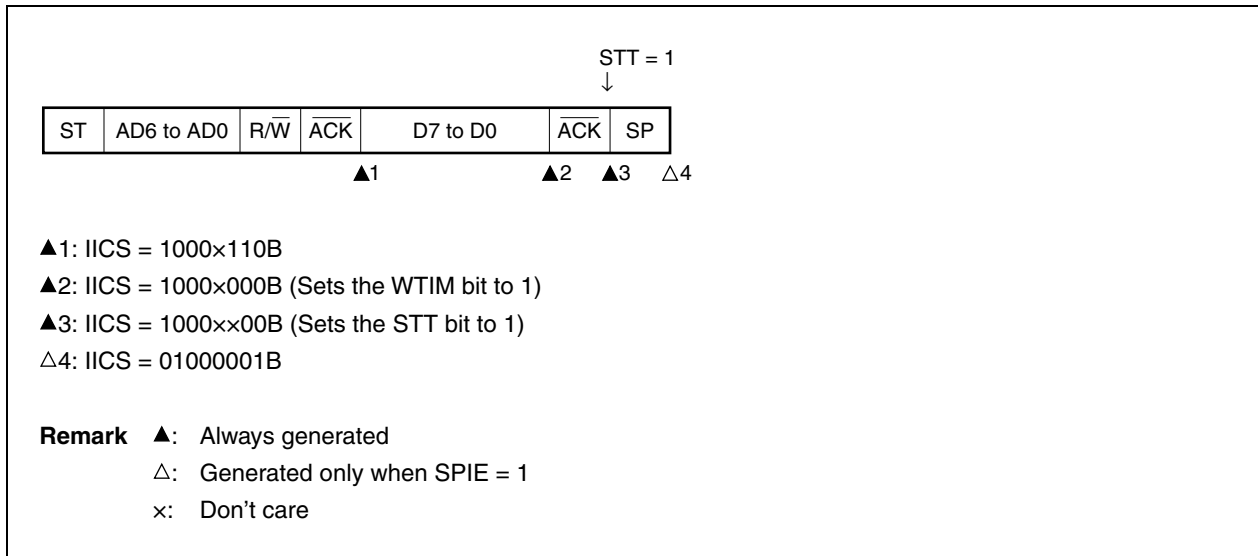 STT = 1
↓
ST AD6 to AD0 R/W̅ A̅C̅K̅ D7 to D0 A̅C̅K̅ SP
▲1 ▲2 ▲3 △4
▲1: IICS = 1000×110B
▲2: IICS = 1000×000B (Sets the WTIM bit to 1)
▲3: IICS = 1000××00B (Sets the STT bit to 1)
△4: IICS = 01000001B
Remark ▲: Always generated
△: Generated only when SPIE = 1
×: Don't care